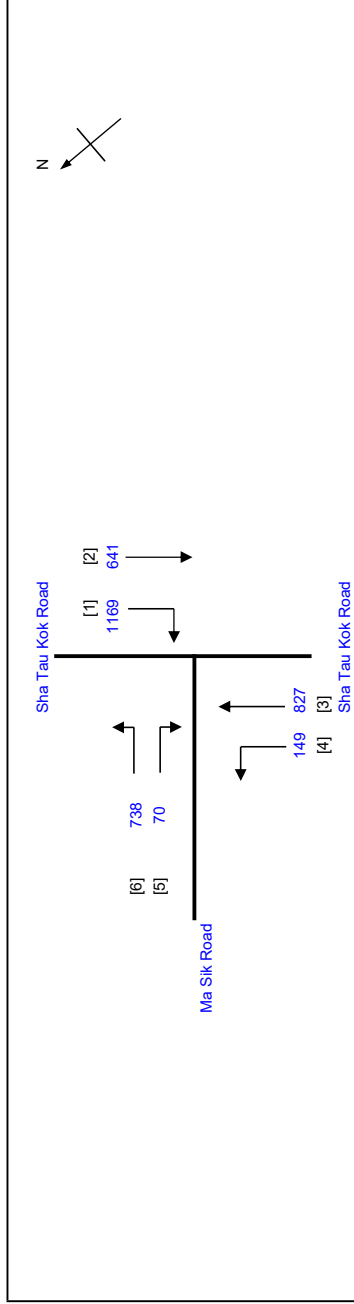 N
Sha Tau Kok Road
[1] [2]
1169 641
[6] 738
[5] 70
Ma Sik Road
149 827
[4] [3]
Sha Tau Kok Road